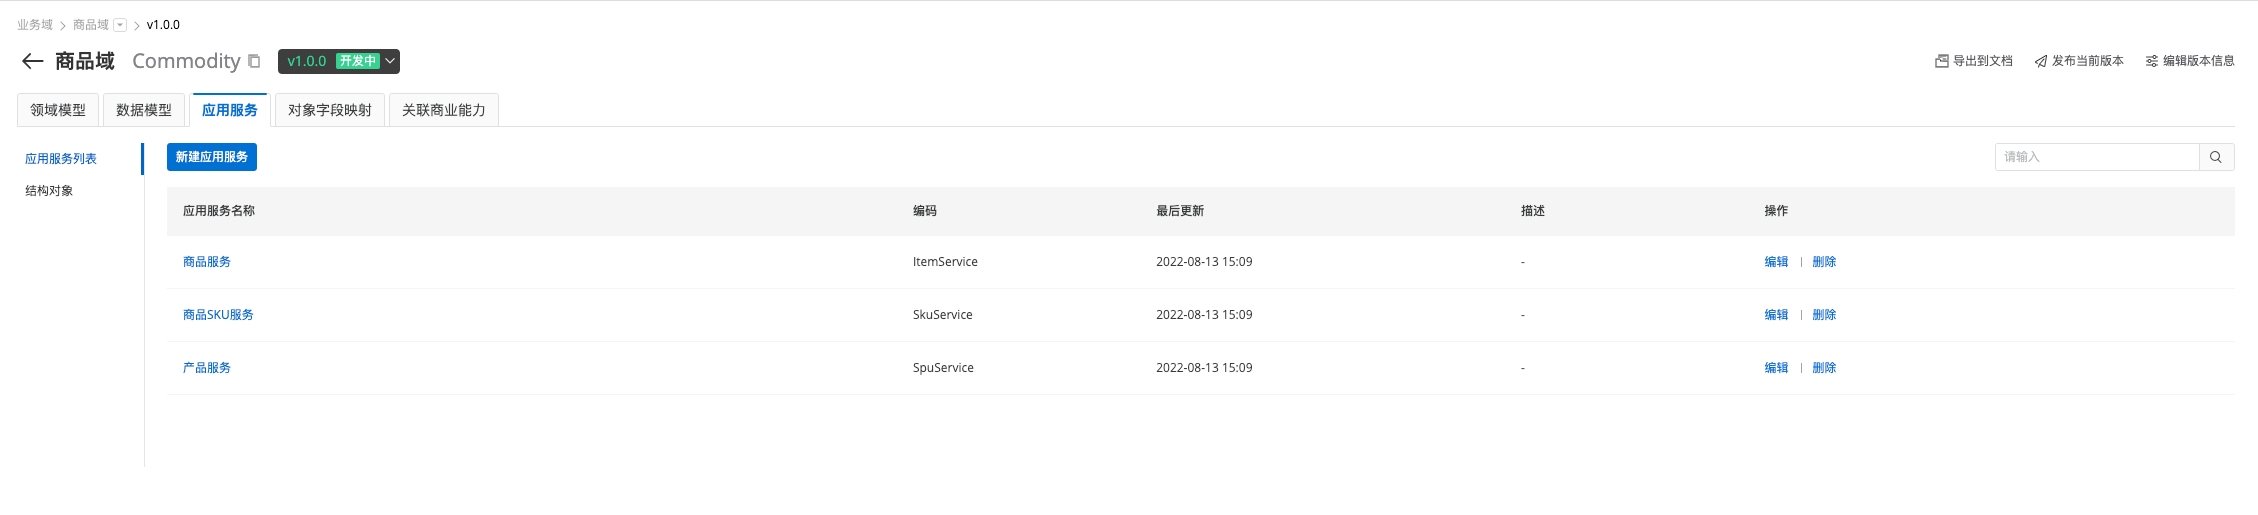 业务域 > 商品域 > v1.0.0
商品域 Commodity v1.0.0 开发中
导出到文档 发布当前版本 编辑版本信息
领域模型 数据模型 应用服务 对象字段映射 关联商业能力
应用服务列表
结构对象
新建应用服务 请输入
应用服务名称 编码 最后更新 描述 操作
商品服务 ItemService 2022-08-13 15:09 - 编辑 | 删除
商品SKU服务 SkuService 2022-08-13 15:09 - 编辑 | 删除
产品服务 SpuService 2022-08-13 15:09 - 编辑 | 删除